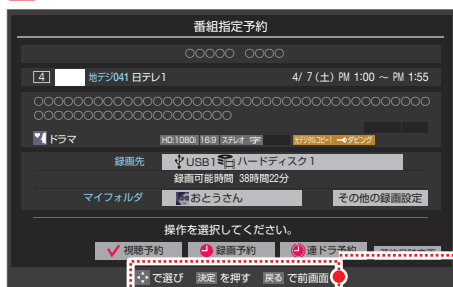 番組指定予約
○○○○○ ○○○○
4 地デジ041 日テレ1 4/ 7(土) PM 1:00 ～ PM 1:55
○○○○○○○○○○○○○○○○○○○○○○○○○○○○○○○○○○○
○○○○○○○○○○○○○○○○○○
ドラマ HD:1080i 16:9 ステレオ 字
録画先 USB1 ハードディスク1
録画可能時間 38時間22分
マイフォルダ おとうさん その他の録画設定
操作を選択してください。
視聴予約 録画予約 連ドラ予約
で選び 決定 を押す 戻る で前画面